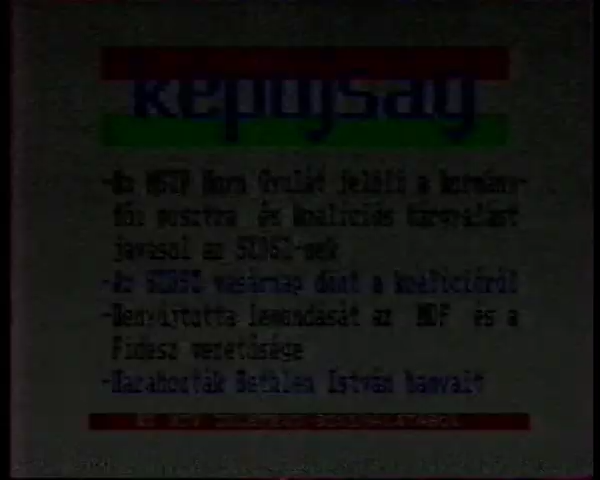 képújság
-Az MSZP Horn Gyulát jelöli a kormány-
fői posztra és koalíciós tárgyalást
javasol az SZDSZ-nek
-Az SZDSZ vasárnap dönt a koalícióról
-Benyújtotta lemondását az MDF és a
Fidesz vezetősége
-Hazahozták Bethlen István hamvait